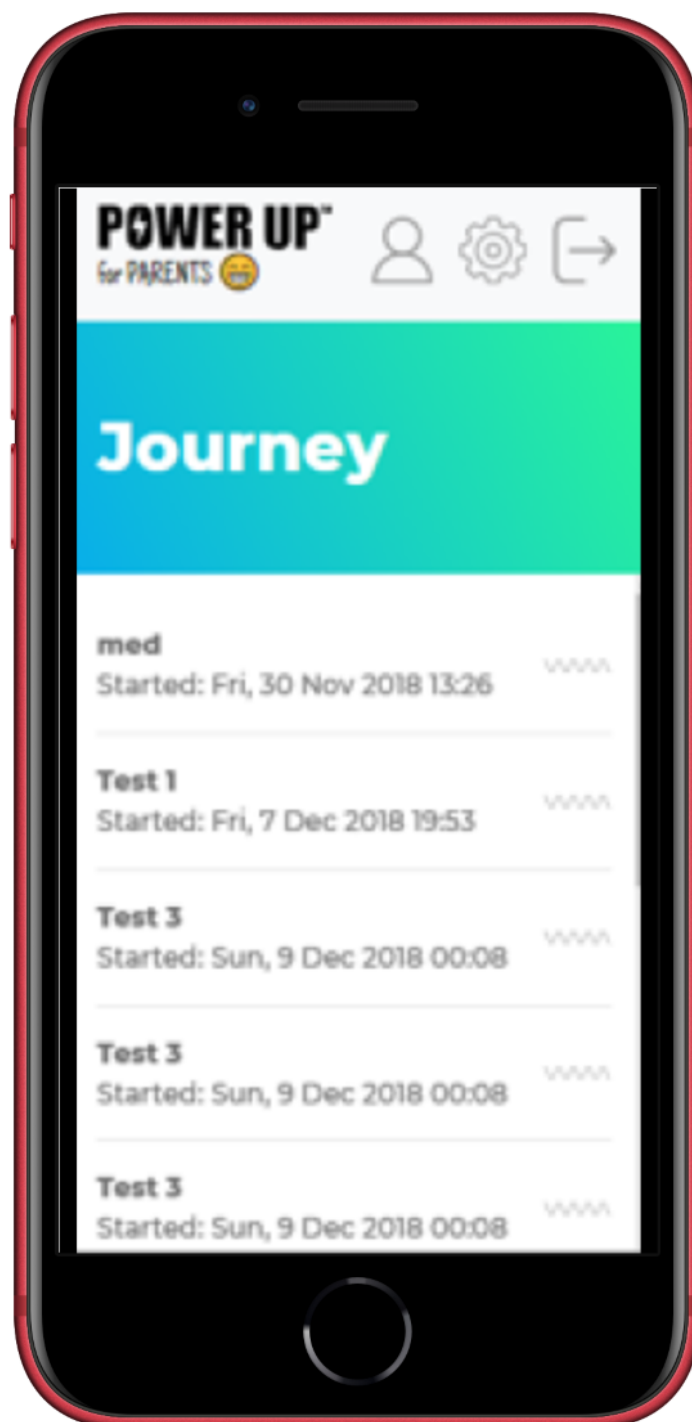 POWER UP™
for PARENTS
Journey
med
Started: Fri, 30 Nov 2018 13:26
Test 1
Started: Fri, 7 Dec 2018 19:53
Test 3
Started: Sun, 9 Dec 2018 00:08
Test 3
Started: Sun, 9 Dec 2018 00:08
Test 3
Started: Sun, 9 Dec 2018 00:08